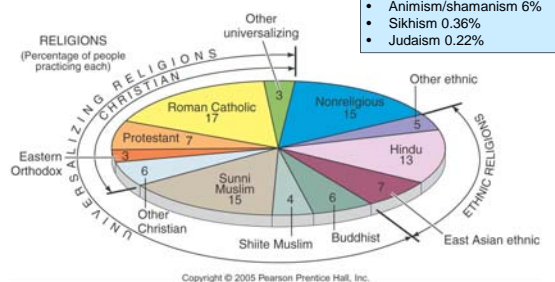 • Animism/shamanism 6%
• Sikhism 0.36%
• Judaism 0.22%
RELIGIONS
(Percentage of people
practicing each)
Other
universalizing
UNIVERSALIZING RELIGIONS
CHRISTIAN
3
Nonreligious
15
Other ethnic
5
Roman Catholic
17
Protestant 7
Hindu
13
ETHNIC RELIGIONS
Eastern
Orthodox
3
6
Other
Christian
Sunni
Muslim
15
4
Shiite Muslim
6
Buddhist
7
East Asian ethnic
Copyright © 2005 Pearson Prentice Hall, Inc.